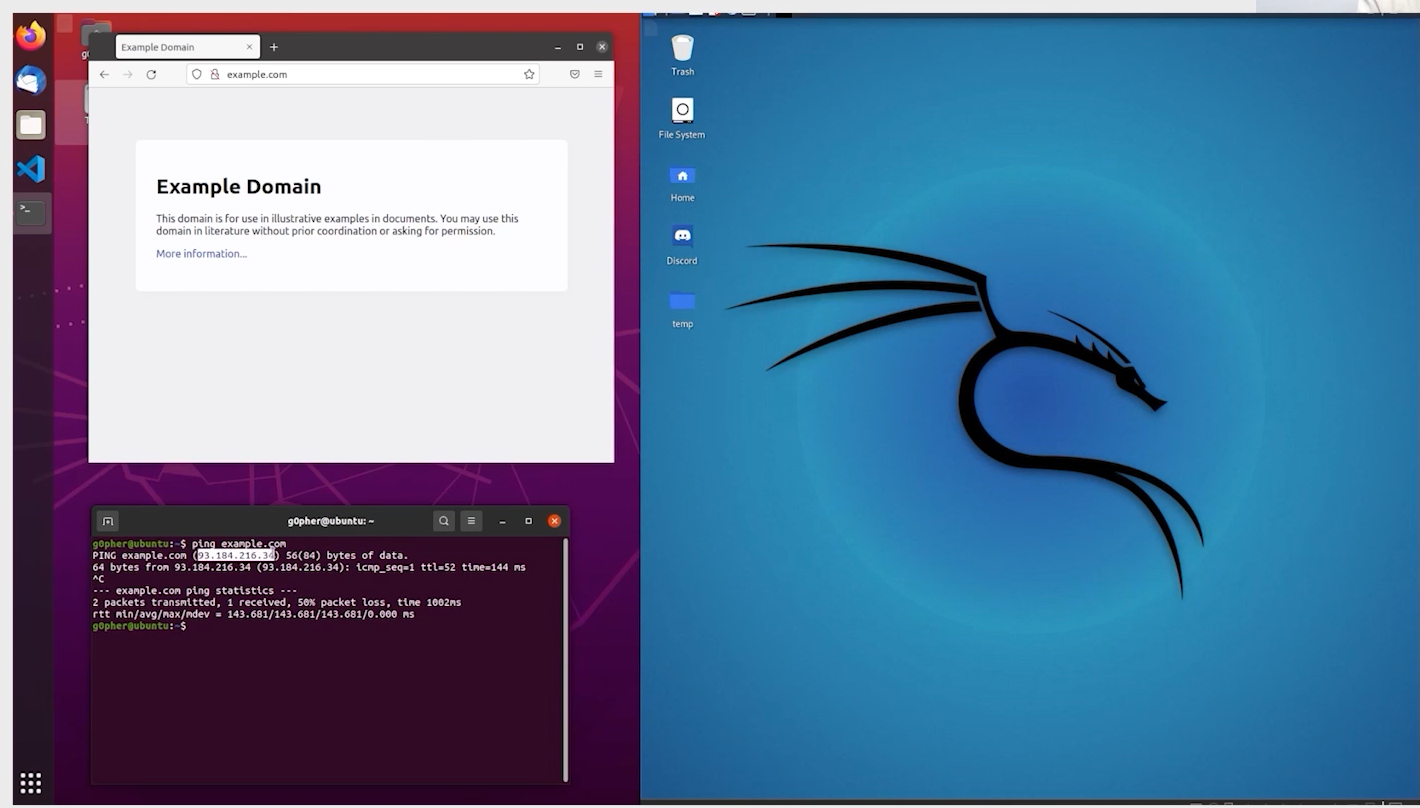 Example Domain
example.com
Example Domain
This domain is for use in illustrative examples in documents. You may use this
domain in literature without prior coordination or asking for permission.
More information...
g0pher@ubuntu: ~
g0pher@ubuntu:~$ ping example.com
PING example.com (93.184.216.34) 56(84) bytes of data.
64 bytes from 93.184.216.34 (93.184.216.34): icmp_seq=1 ttl=52 time=144 ms
^C
--- example.com ping statistics ---
2 packets transmitted, 1 received, 50% packet loss, time 1002ms
rtt min/avg/max/mdev = 143.681/143.681/143.681/0.000 ms
g0pher@ubuntu:~$
Trash
File System
Home
Discord
temp